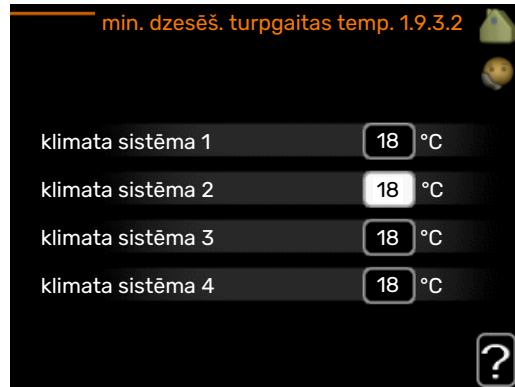 min. dzesēš. turpgaitas temp. 1.9.3.2
klimata sistēma 1 18 °C
klimata sistēma 2 18 °C
klimata sistēma 3 18 °C
klimata sistēma 4 18 °C
?